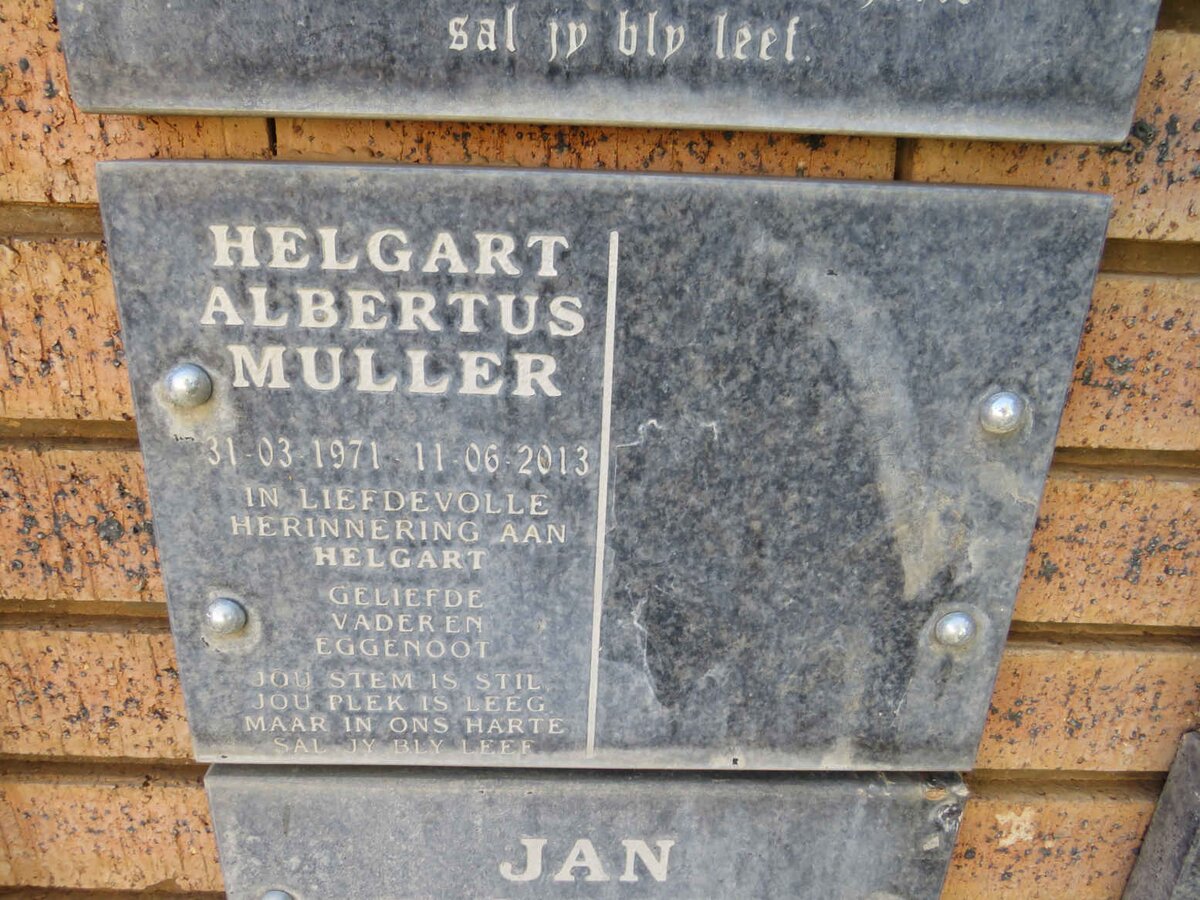 sal jy bly leef.
HELGART
ALBERTUS
MULLER
31-03-1971 - 11-06-2013
IN LIEFDEVOLLE
HERINNERING AAN
HELGART
GELIEFDE
VADER EN
EGGENOOT
JOU STEM IS STIL,
JOU PLEK IS LEEG,
MAAR IN ONS HARTE
SAL JY BLY LEEF
JAN